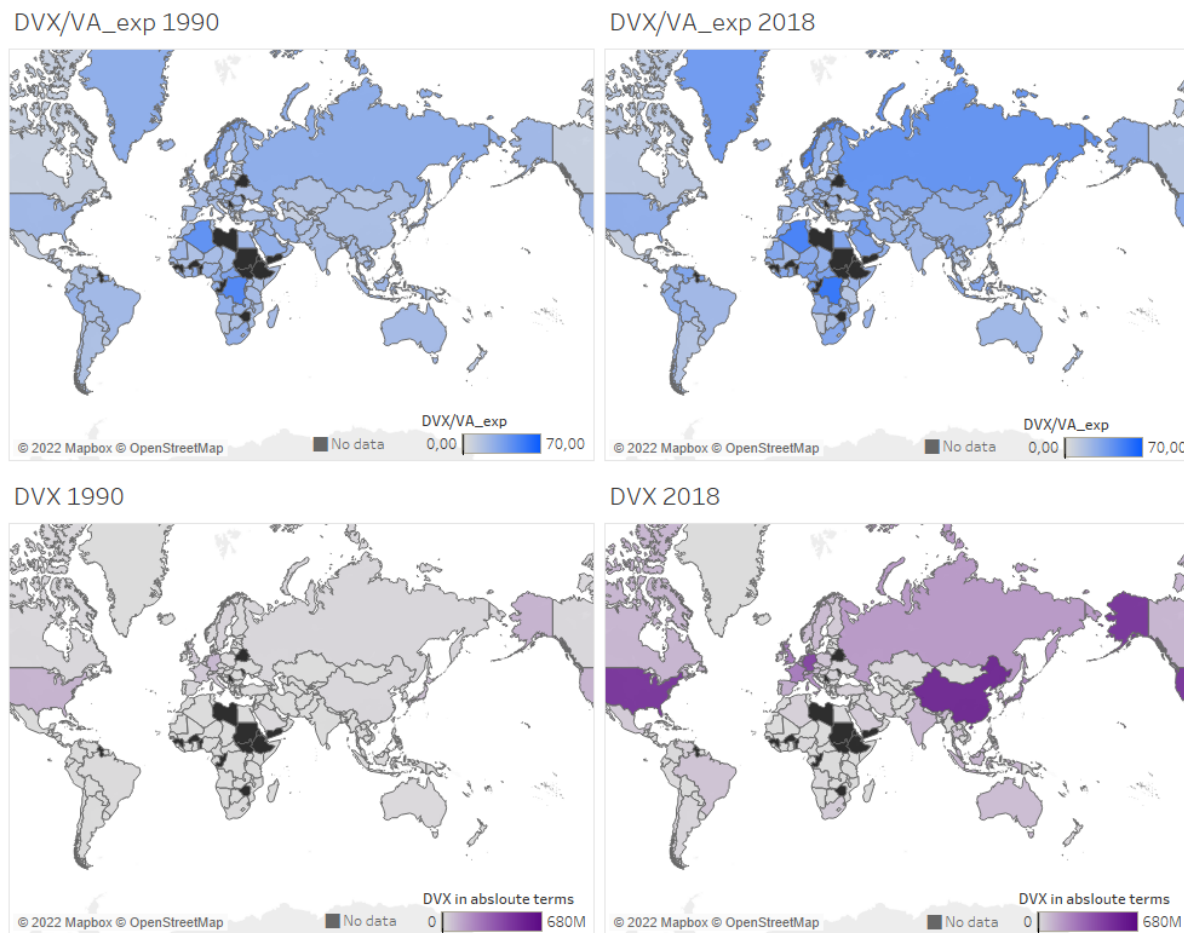 DVX/VA_exp 1990
DVX/VA_exp 2018
DVX/VA_exp
No data
0,00
70,00
© 2022 Mapbox © OpenStreetMap
DVX/VA_exp
No data
0,00
70,00
© 2022 Mapbox © OpenStreetMap
DVX 1990
DVX 2018
DVX in absloute terms
No data
0
680M
© 2022 Mapbox © OpenStreetMap
DVX in absloute terms
No data
0
680M
© 2022 Mapbox © OpenStreetMap